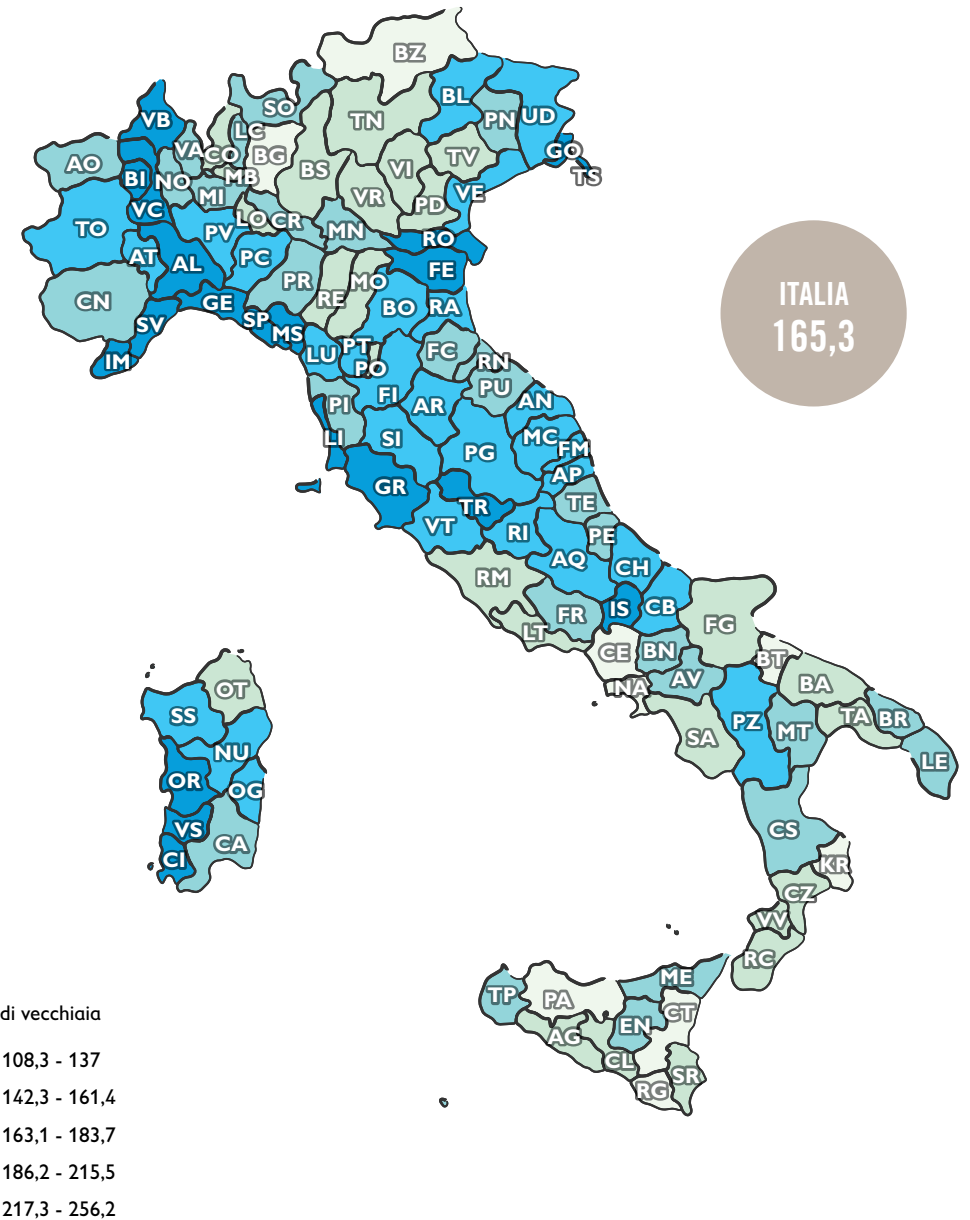 BZ
BL
SO
VB
LC
TN
PN
UD
VA
CO
BG
GO
AO
BS
VI
TV
TS
BI
NO
MB
MI
VR
PD
VE
VC
LO
CR
MN
TO
PV
RO
AT
AL
PC
FE
PR
MO
CN
GE
RE
BO
RA
SV
SP
MS
ITALIA
165,3
IM
LU
PT
PO
FC
RN
PU
FI
PI
AR
AN
LI
SI
PG
MC
FM
AP
GR
TR
TE
VT
RI
PE
AQ
CH
RM
FR
IS
CB
LT
FG
CE
BN
BT
NA
AV
BA
OT
SS
PZ
TA
BR
SA
MT
NU
LE
OR
OG
VS
CS
CA
CI
KR
CZ
VV
RC
ME
TP
PA
CT
EN
AG
CL
SR
RG
di vecchiaia
108,3 - 137
142,3 - 161,4
163,1 - 183,7
186,2 - 215,5
217,3 - 256,2